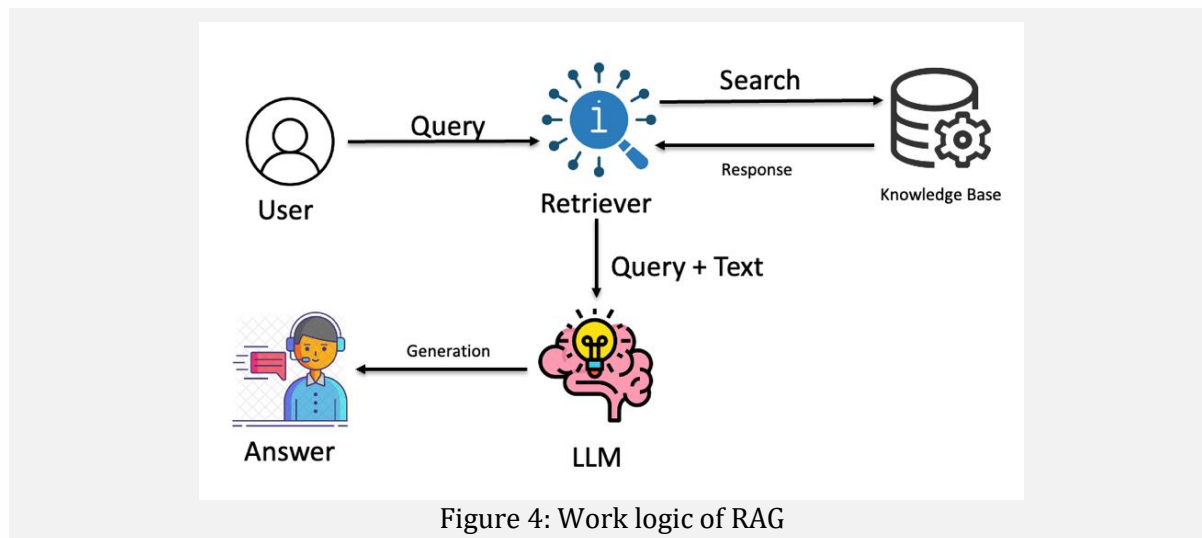 Search
Query
i
Response
User
Retriever
Knowledge Base
Query + Text
Generation
Answer
LLM
Figure 4: Work logic of RAG